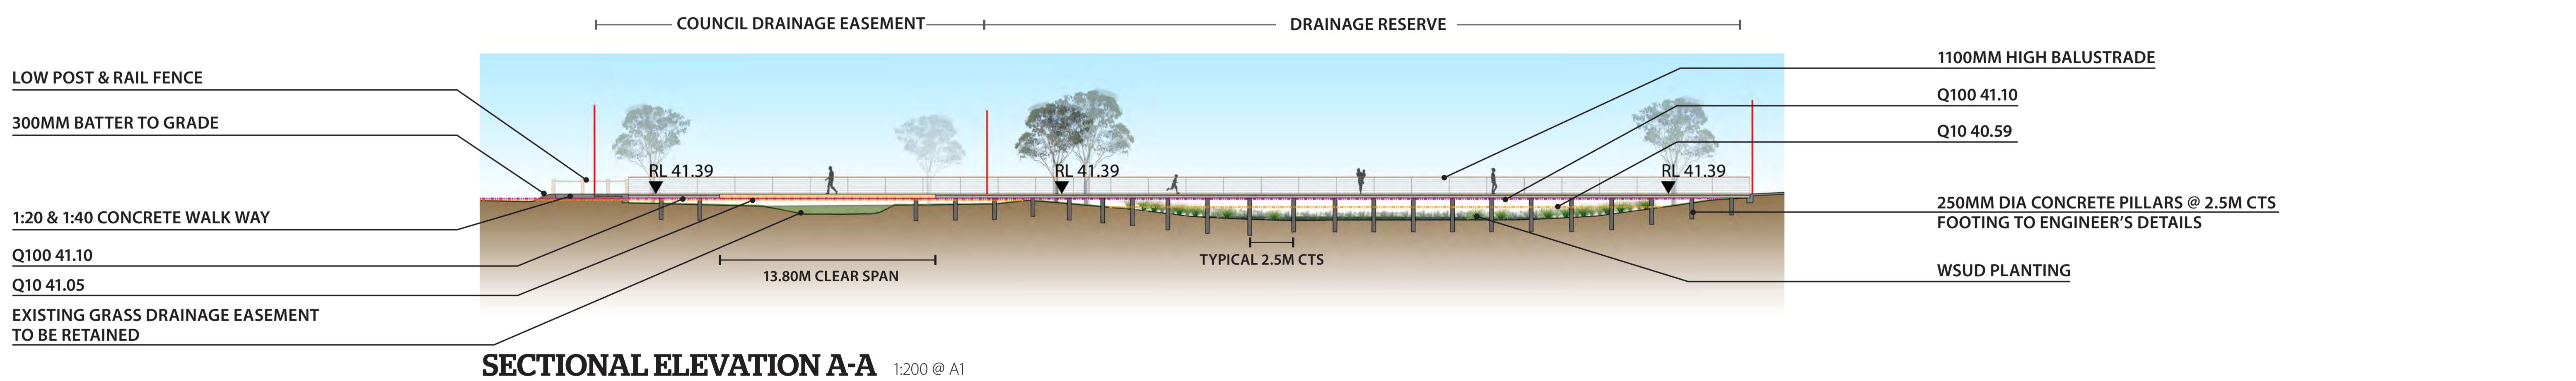 COUNCIL DRAINAGE EASEMENT
DRAINAGE RESERVE
LOW POST & RAIL FENCE
300MM BATTER TO GRADE
1:20 & 1:40 CONCRETE WALK WAY
Q100 41.10
Q10 41.05
EXISTING GRASS DRAINAGE EASEMENT
TO BE RETAINED
RL 41.39
RL 41.39
RL 41.39
13.80M CLEAR SPAN
TYPICAL 2.5M CTS
1100MM HIGH BALUSTRADE
Q100 41.10
Q10 40.59
250MM DIA CONCRETE PILLARS @ 2.5M CTS
FOOTING TO ENGINEER'S DETAILS
WSUD PLANTING
SECTIONAL ELEVATION A-A 1:200 @ A1